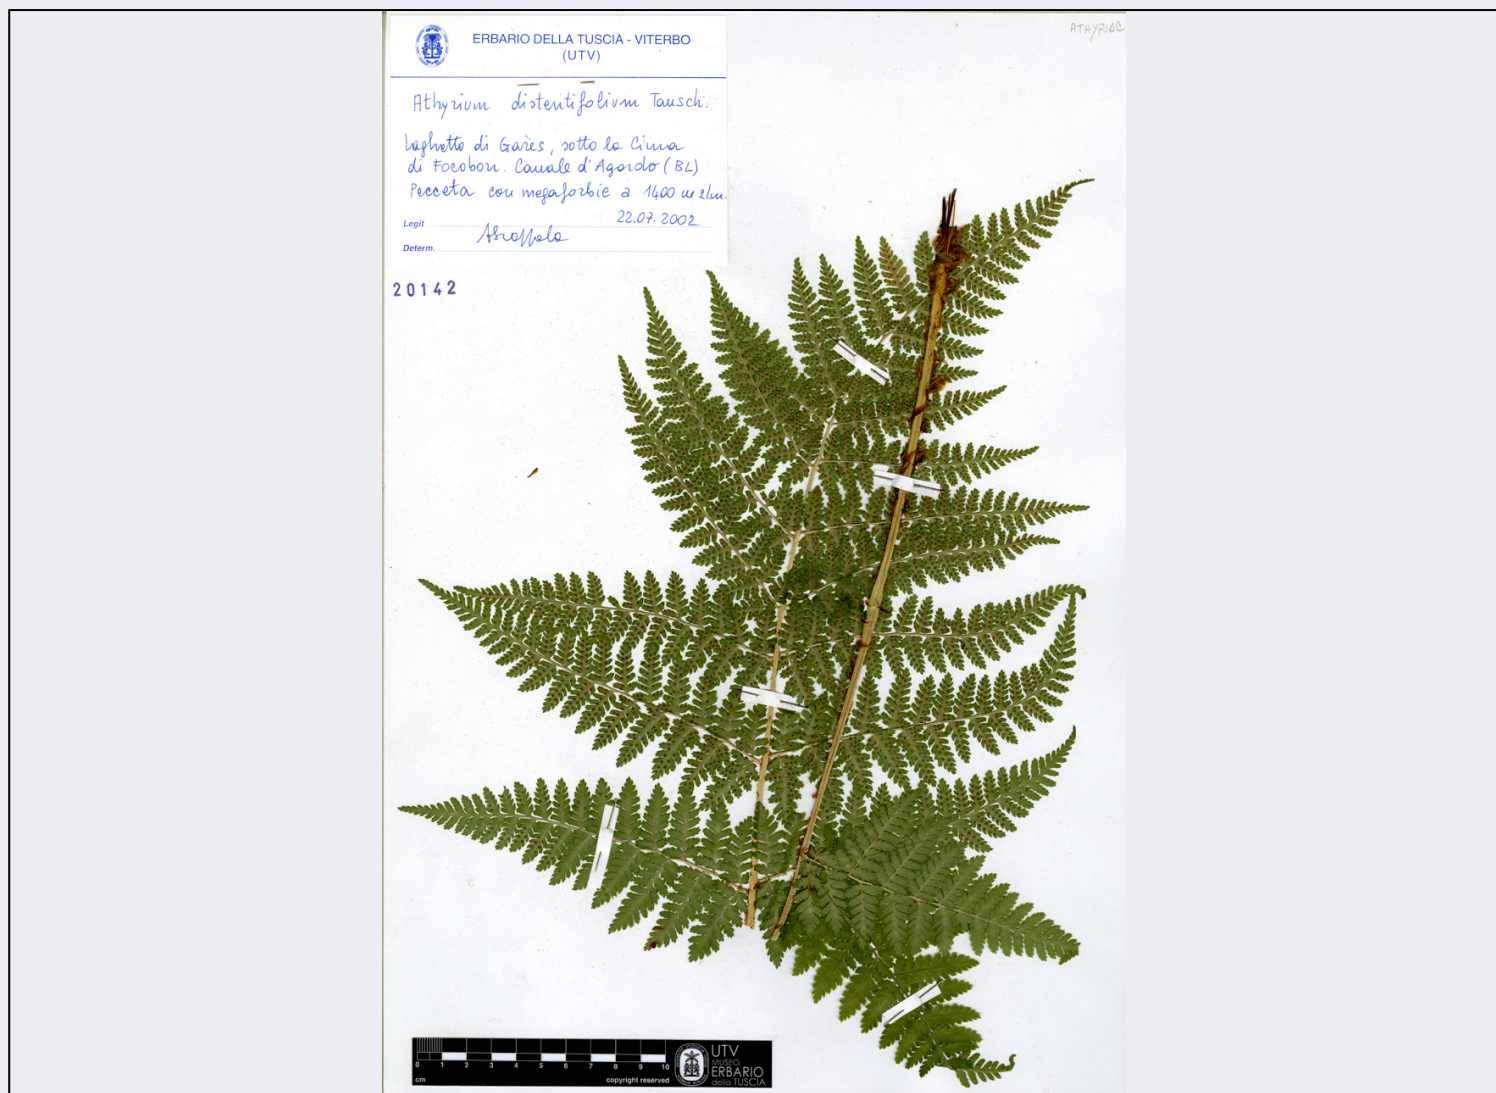 ATHYRIAC
ERBARIO DELLA TUSCIA - VITERBO
(UTV)
Athyrium distentifolium Tausch.
Laghetto di Gares, sotto la Cima
di Focobon. Canale d'Agordo (BL)
Pecceta con megaforbie a 1400 m s/m.
22.07.2002
Legit
Determ.
20142
0 1 2 3 4 5 6 7 8 9 10
cm
copyright reserved
UTV
MUSEO
ERBARIO
della TUSCIA